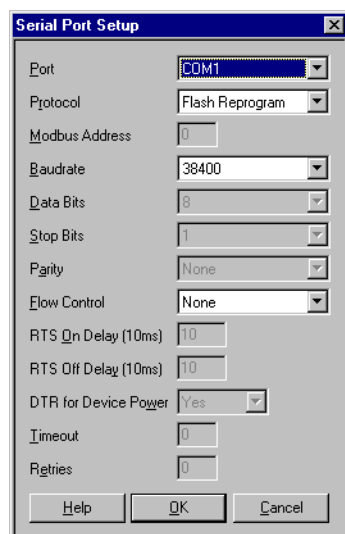 Serial Port Setup
Port COM1
Protocol Flash Reprogram
Modbus Address 0
Baudrate 38400
Data Bits 8
Stop Bits 1
Parity None
Flow Control None
RTS On Delay (10ms) 10
RTS Off Delay (10ms) 10
DTR for Device Power Yes
Timeout 0
Retries 0
Help OK Cancel